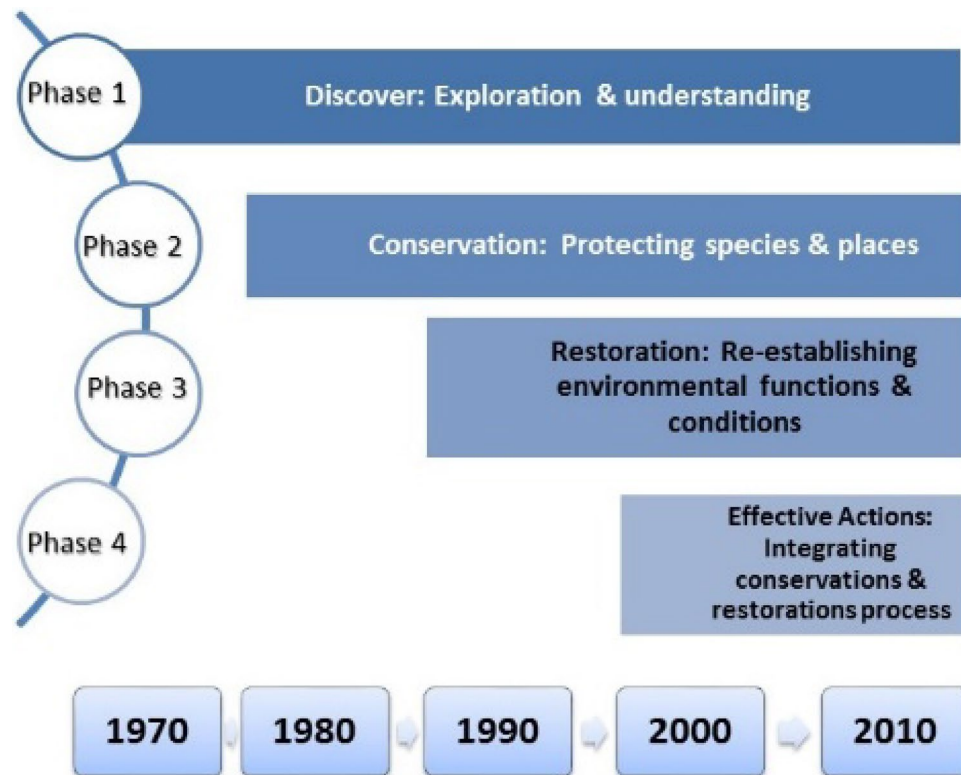 Phase 1
Discover: Exploration & understanding
Phase 2
Conservation: Protecting species & places
Phase 3
Restoration: Re-establishing
environmental functions &
conditions
Phase 4
Effective Actions:
Integrating
conservations &
restorations process
1970
1980
1990
2000
2010